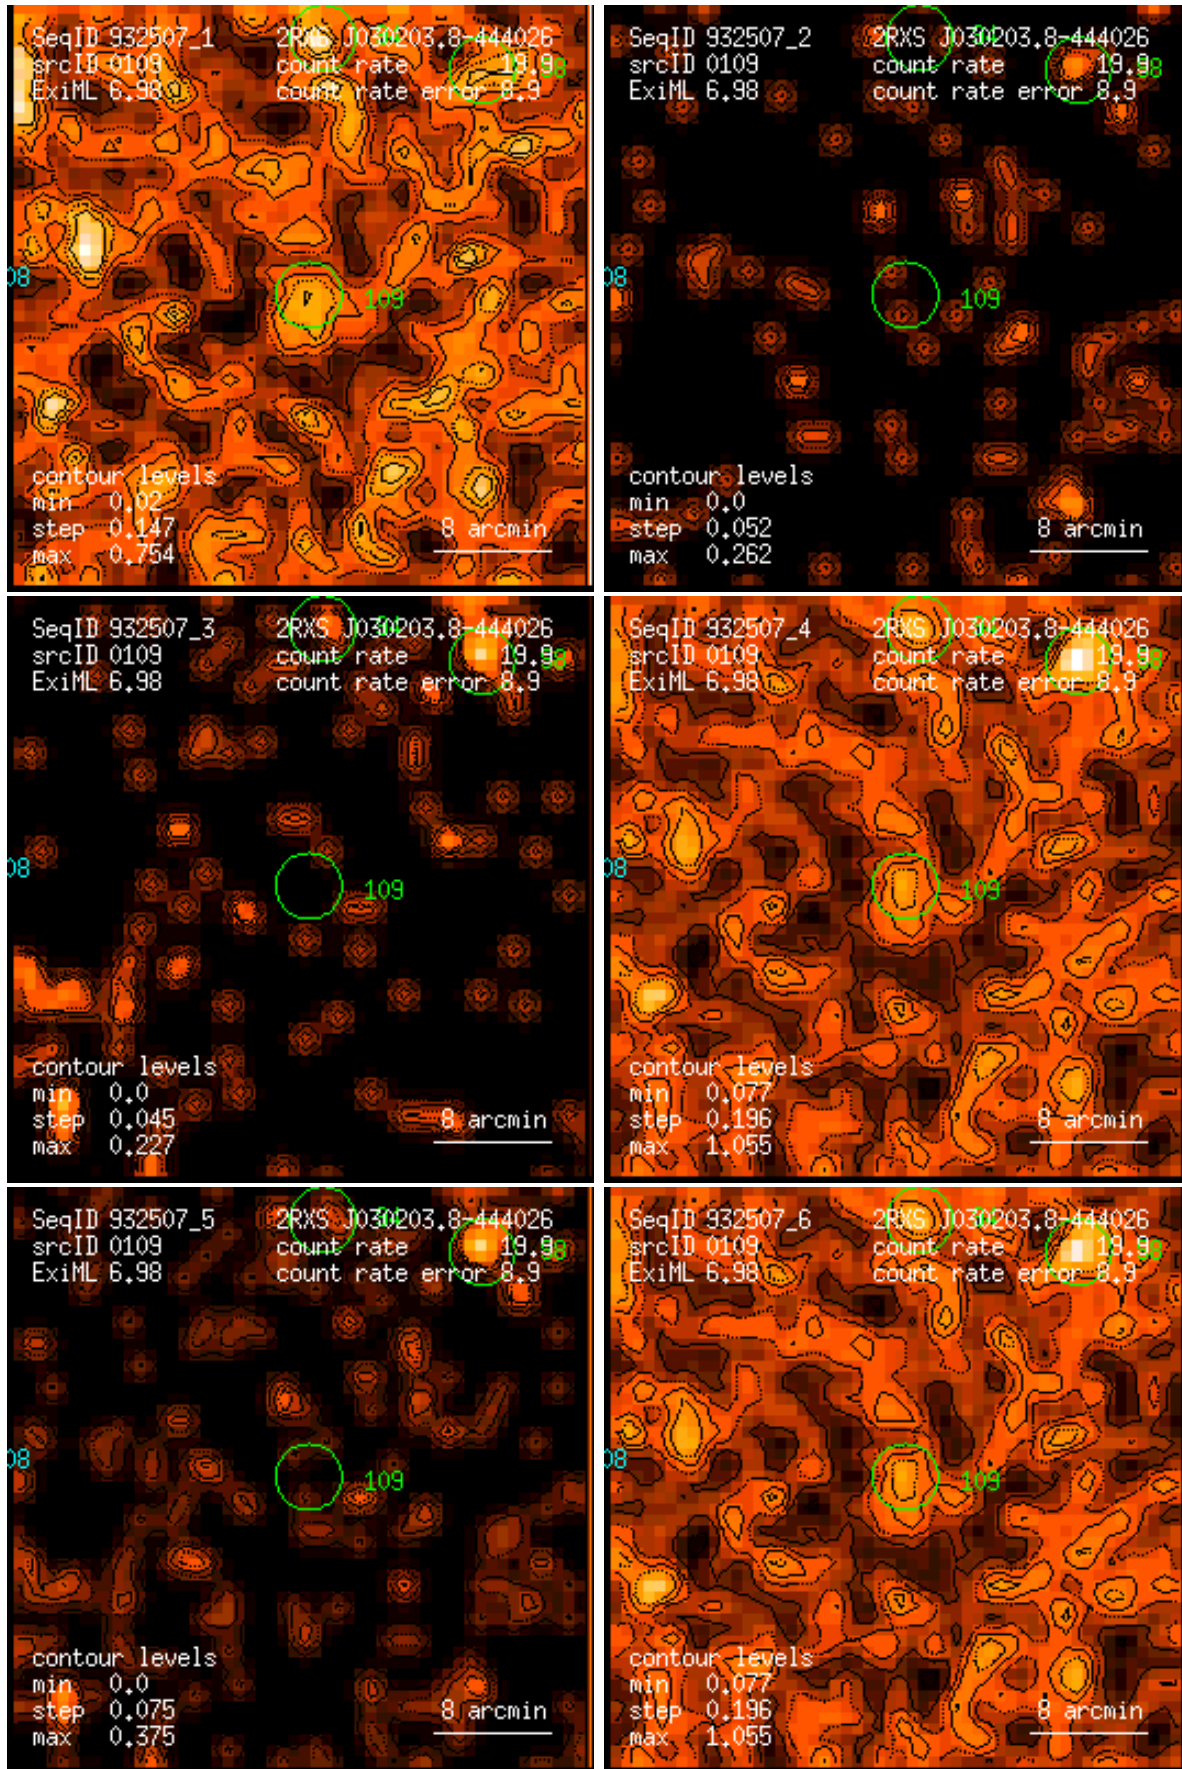 SeqID 932507_1 2RXS J030203.8-444026
srcID 0109 count rate 19.9
ExiML 6.98 count rate error 8.9
08
109
contour levels
min 0.02
step 0.147
max 0.754
8 arcmin
SeqID 932507_2 2RXS J030203.8-444026
srcID 0109 count rate 19.9
ExiML 6.98 count rate error 8.9
08
109
contour levels
min 0.0
step 0.052
max 0.262
8 arcmin
SeqID 932507_3 2RXS J030203.8-444026
srcID 0109 count rate 19.9
ExiML 6.98 count rate error 8.9
08
109
contour levels
min 0.0
step 0.045
max 0.227
8 arcmin
SeqID 932507_4 2RXS J030203.8-444026
srcID 0109 count rate 19.9
ExiML 6.98 count rate error 8.9
08
109
contour levels
min 0.077
step 0.196
max 1.055
8 arcmin
SeqID 932507_5 2RXS J030203.8-444026
srcID 0109 count rate 19.9
ExiML 6.98 count rate error 8.9
08
109
contour levels
min 0.0
step 0.075
max 0.375
8 arcmin
SeqID 932507_6 2RXS J030203.8-444026
srcID 0109 count rate 19.9
ExiML 6.98 count rate error 8.9
08
109
contour levels
min 0.077
step 0.196
max 1.055
8 arcmin